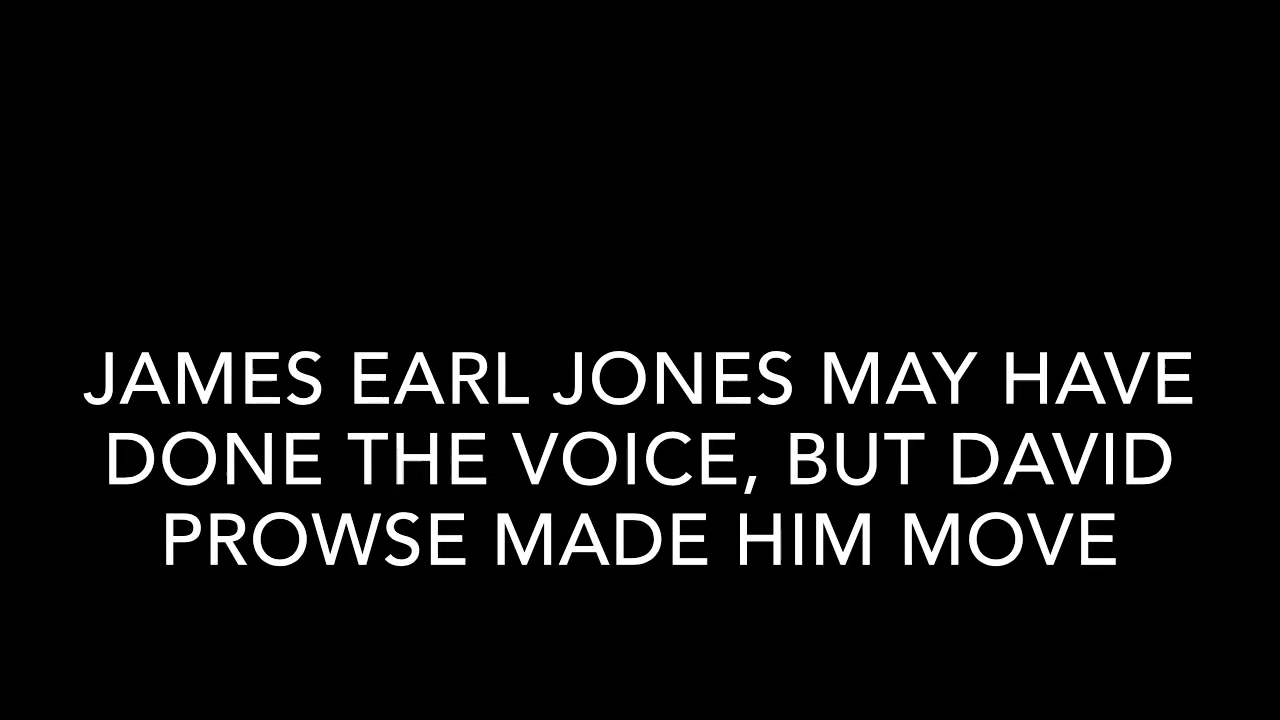 JAMES EARL JONES MAY HAVE
DONE THE VOICE, BUT DAVID
PROWSE MADE HIM MOVE